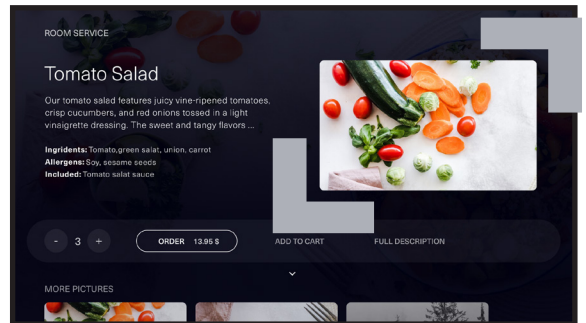 ROOM SERVICE
Tomato Salad
Our tomato salad features juicy vine-ripened tomatoes,
crisp cucumbers, and red onions tossed in a light
vinaigrette dressing. The sweet and tangy flavors ...
Ingridents: Tomato,green salat, union, carrot
Allergens: Soy, sesame seeds
Included: Tomato salat sauce
- 3 + ORDER 13.95 $ ADD TO CART FULL DESCRIPTION
MORE PICTURES